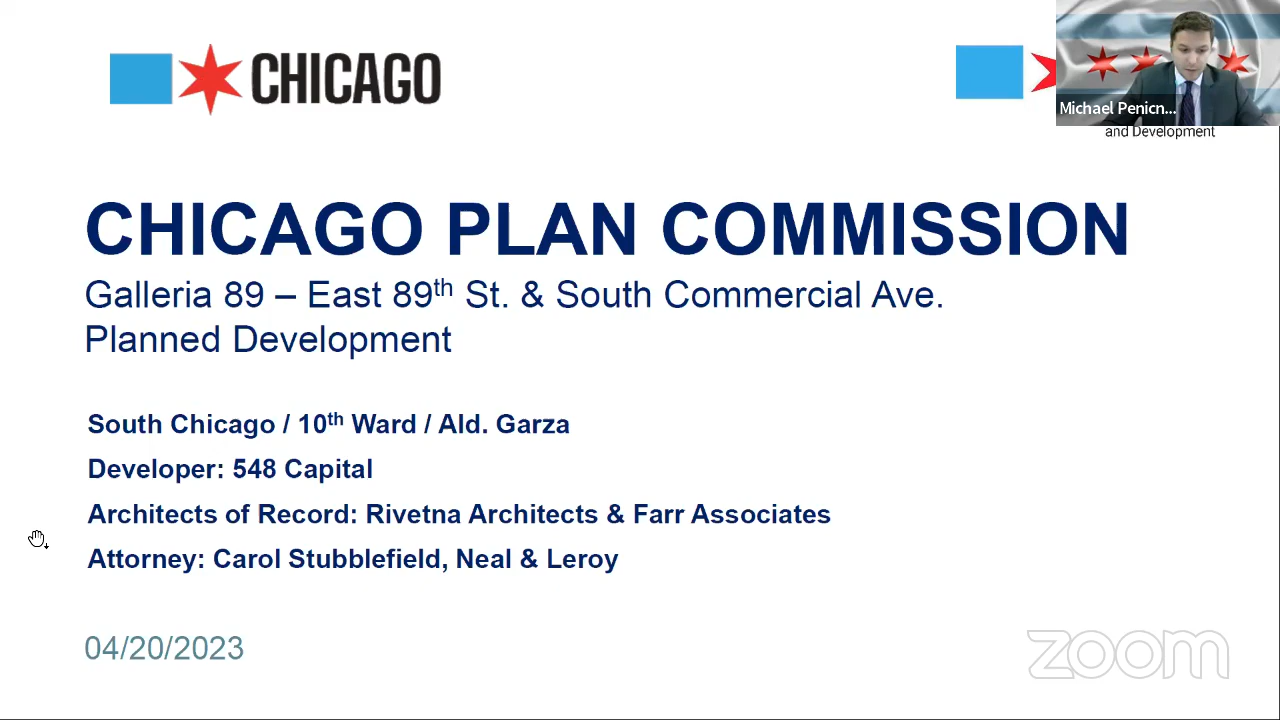 CHICAGO
Michael Penicn...
and Development
CHICAGO PLAN COMMISSION
Galleria 89 – East 89th St. & South Commercial Ave.
Planned Development
South Chicago / 10th Ward / Ald. Garza
Developer: 548 Capital
Architects of Record: Rivetna Architects & Farr Associates
Attorney: Carol Stubblefield, Neal & Leroy
04/20/2023
zoom